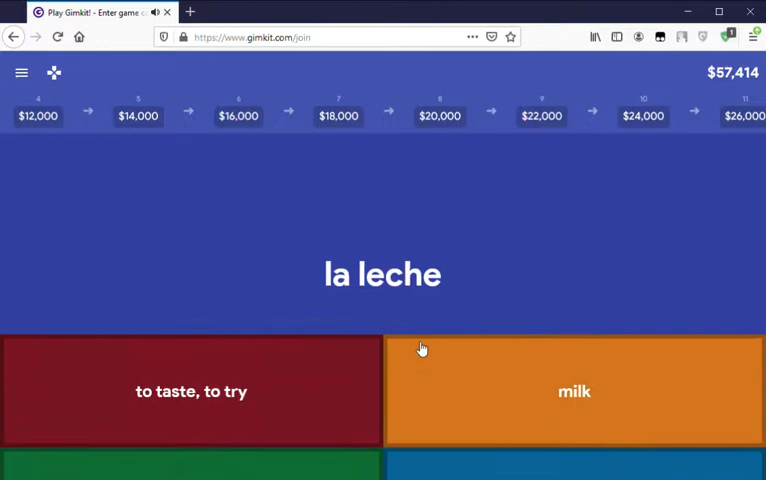 Play Gimkit! - Enter game c
https://www.gimkit.com/join
1
$57,414
4 5 6 7 8 9 10 11
$12,000 $14,000 $16,000 $18,000 $20,000 $22,000 $24,000 $26,000
la leche
to taste, to try
milk